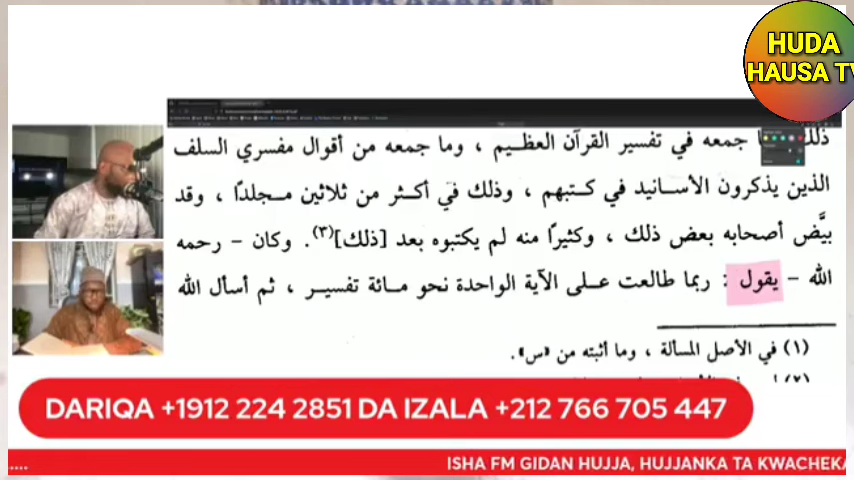 HUDA
HAUSA TV
جمعه في تفسير القرآن العظيم ، وما جمعه من أقوال مفسري السلف
الذين يذكرون الأسانيد في كتبهم ، وذلك في أكثر من ثلاثين مجلدًا ، وقد
بيَّض أصحابه بعض ذلك ، وكثيرًا منه لم يكتبوه بعد [ذلك](٣). وكان – رحمه
الله – يقول : ربما طالعت على الآية الواحدة نحو مائة تفسير ، ثم أسأل الله
(١) في الأصل المسألة ، وما أثبته من «س».
DARIQA +1912 224 2851 DA IZALA +212 766 705 447
..... ISHA FM GIDAN HUJJA, HUJJANKA TA KWACHEKA